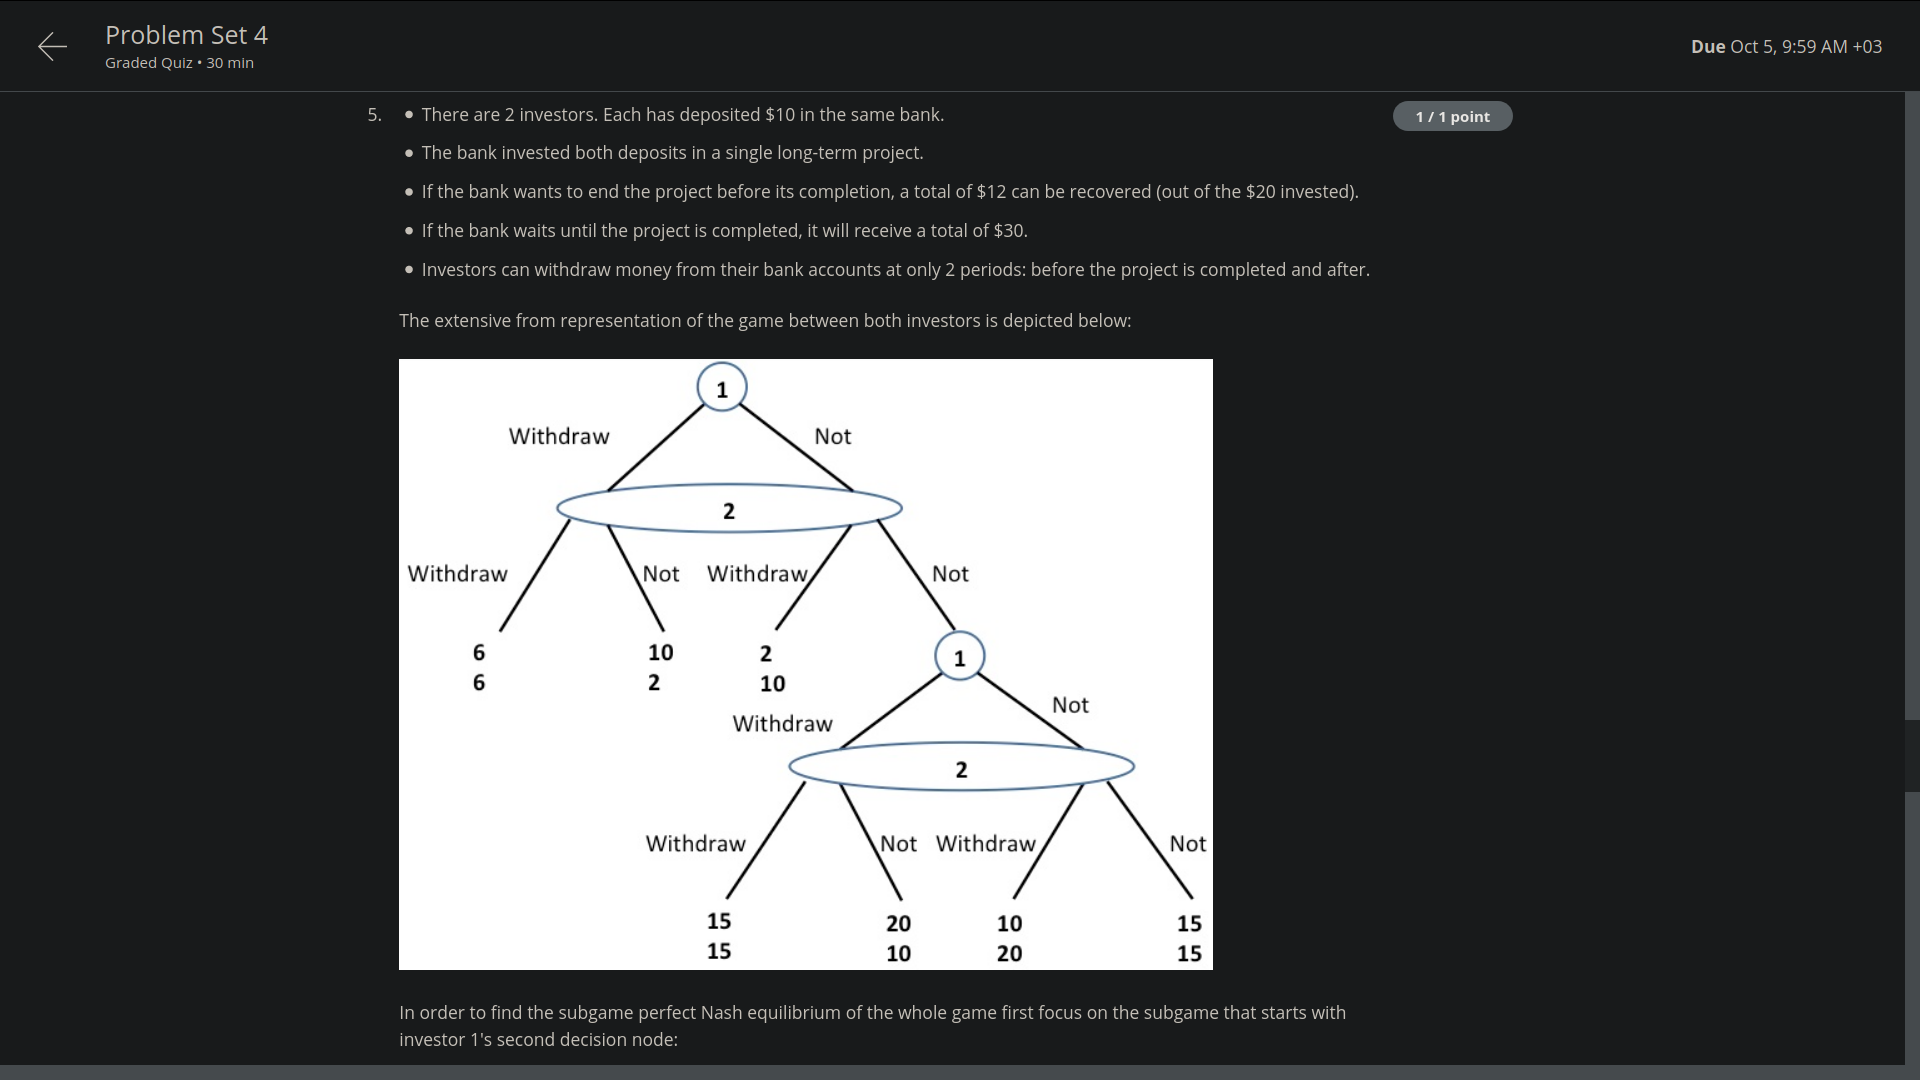 Problem Set 4
Graded Quiz • 30 min
Due Oct 5, 9:59 AM +03
5. • There are 2 investors. Each has deposited $10 in the same bank.
1 / 1 point
• The bank invested both deposits in a single long-term project.
• If the bank wants to end the project before its completion, a total of $12 can be recovered (out of the $20 invested).
• If the bank waits until the project is completed, it will receive a total of $30.
• Investors can withdraw money from their bank accounts at only 2 periods: before the project is completed and after.
The extensive from representation of the game between both investors is depicted below:
1
Withdraw Not
2
Withdraw Not Withdraw Not
6 10 2
6 2 10
1
Withdraw Not
2
Withdraw Not Withdraw Not
15 20 10 15
15 10 20 15
In order to find the subgame perfect Nash equilibrium of the whole game first focus on the subgame that starts with
investor 1's second decision node: